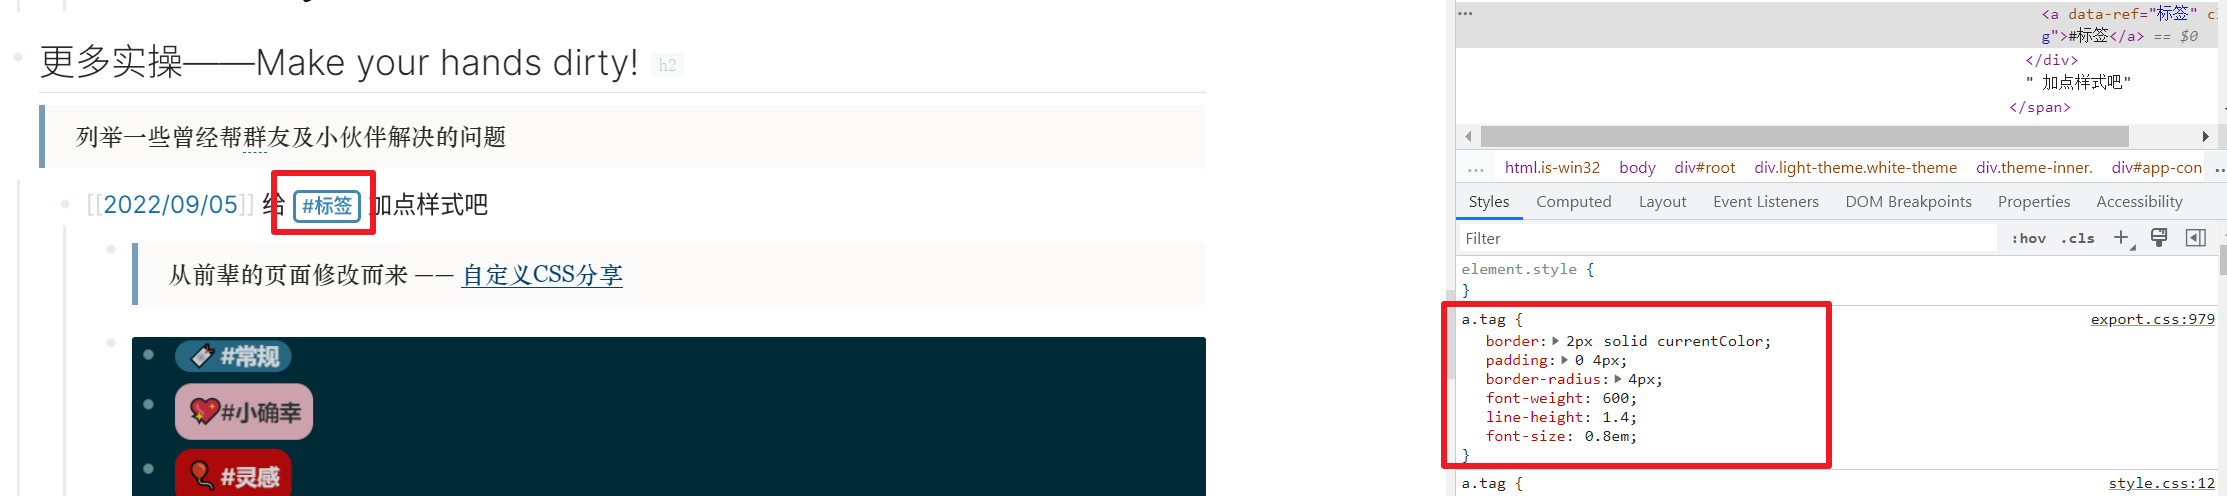 更多实操——Make your hands dirty! h2
列举一些曾经帮群友及小伙伴解决的问题
[[2022/09/05]] 给 #标签 加点样式吧
从前辈的页面修改而来 —— 自定义CSS分享
#常规
#小确幸
#灵感
<a data-ref="标签" cl
g">#标签</a> == $0
</div>
" 加点样式吧"
</span>
... html.is-win32 body div#root div.light-theme.white-theme div.theme-inner. div#app-con ...
Styles Computed Layout Event Listeners DOM Breakpoints Properties Accessibility
Filter :hov .cls
element.style {
}
a.tag { export.css:979
border: 2px solid currentColor;
padding: 0 4px;
border-radius: 4px;
font-weight: 600;
line-height: 1.4;
font-size: 0.8em;
}
a.tag { style.css:12